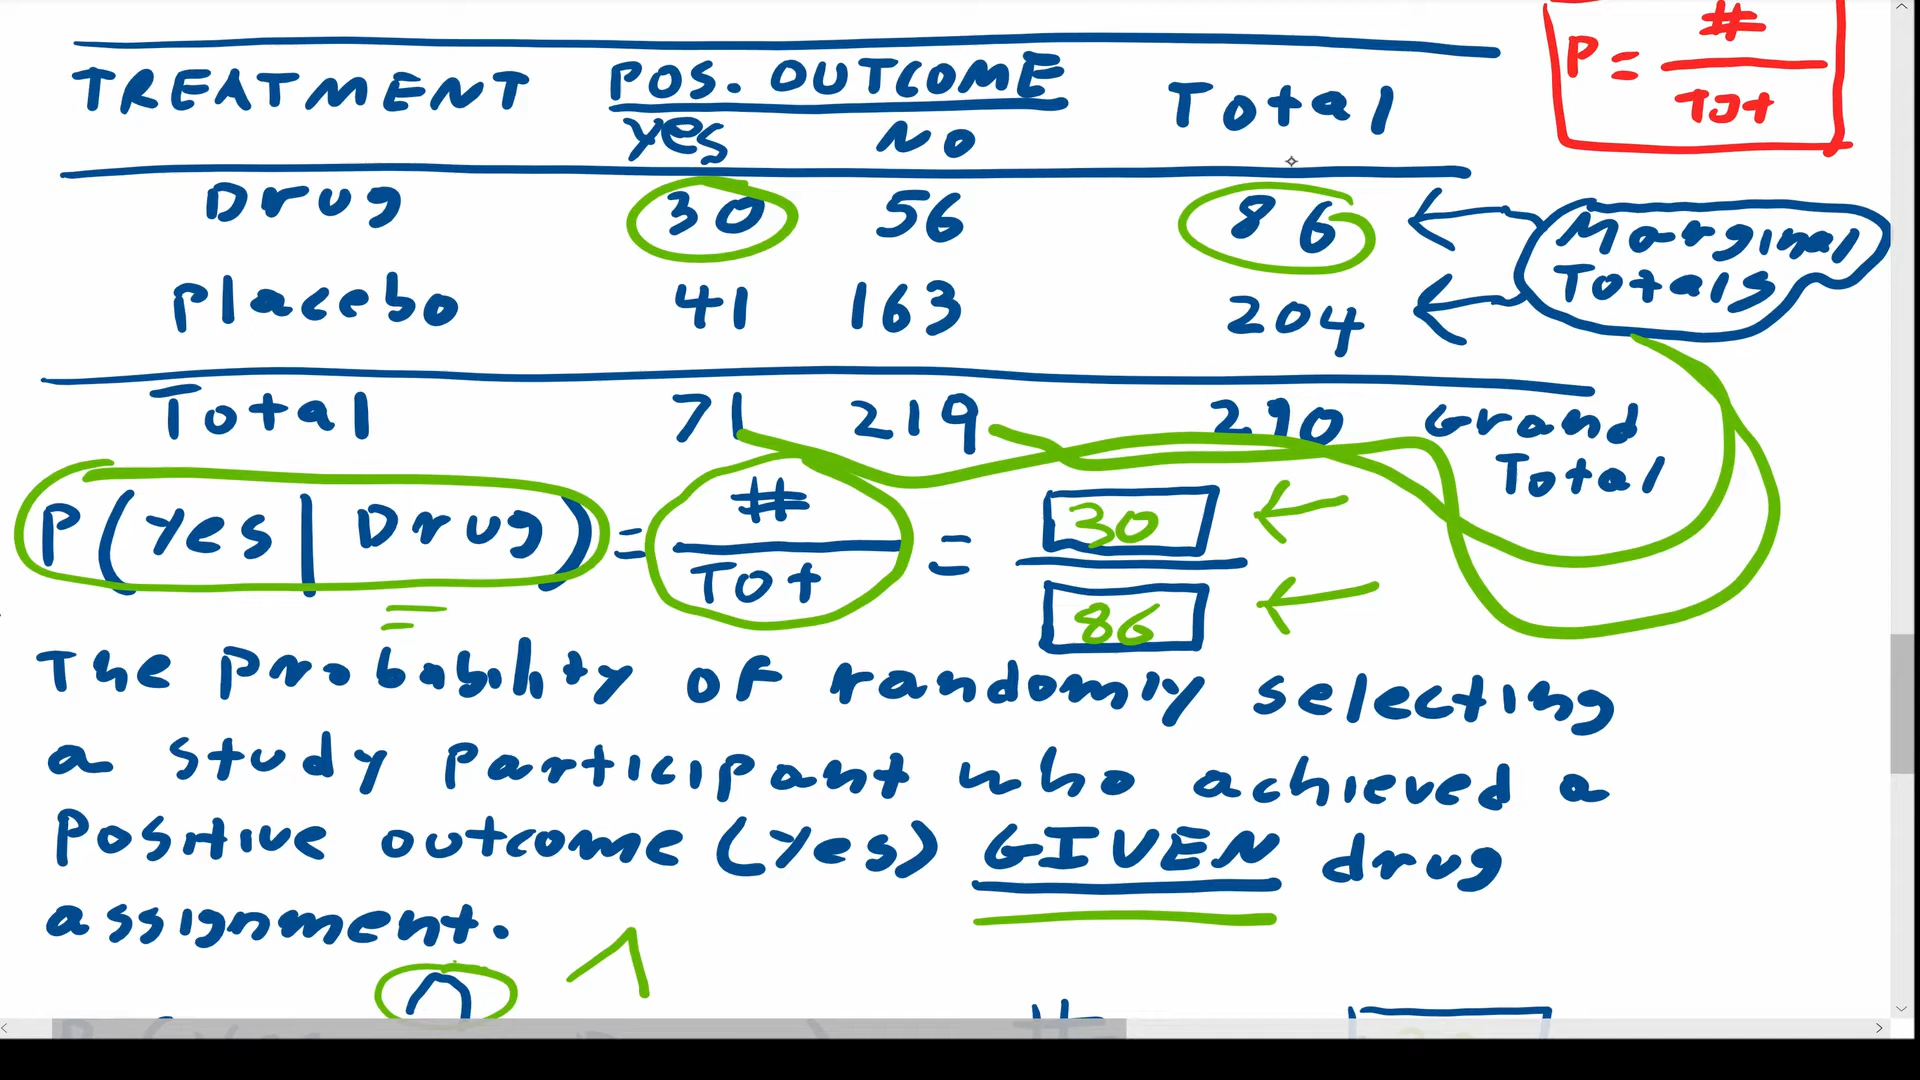 P = # / Tot
TREATMENT POS. OUTCOME Total
Yes No
Drug 30 56 86
Placebo 41 163 204
Marginal
Totals
Total 71 219 290 Grand
Total
P(Yes | Drug) = # / Tot = 30 / 86
The probability of randomly selecting
a study participant who achieved a
Positive outcome (Yes) GIVEN drug
assignment.